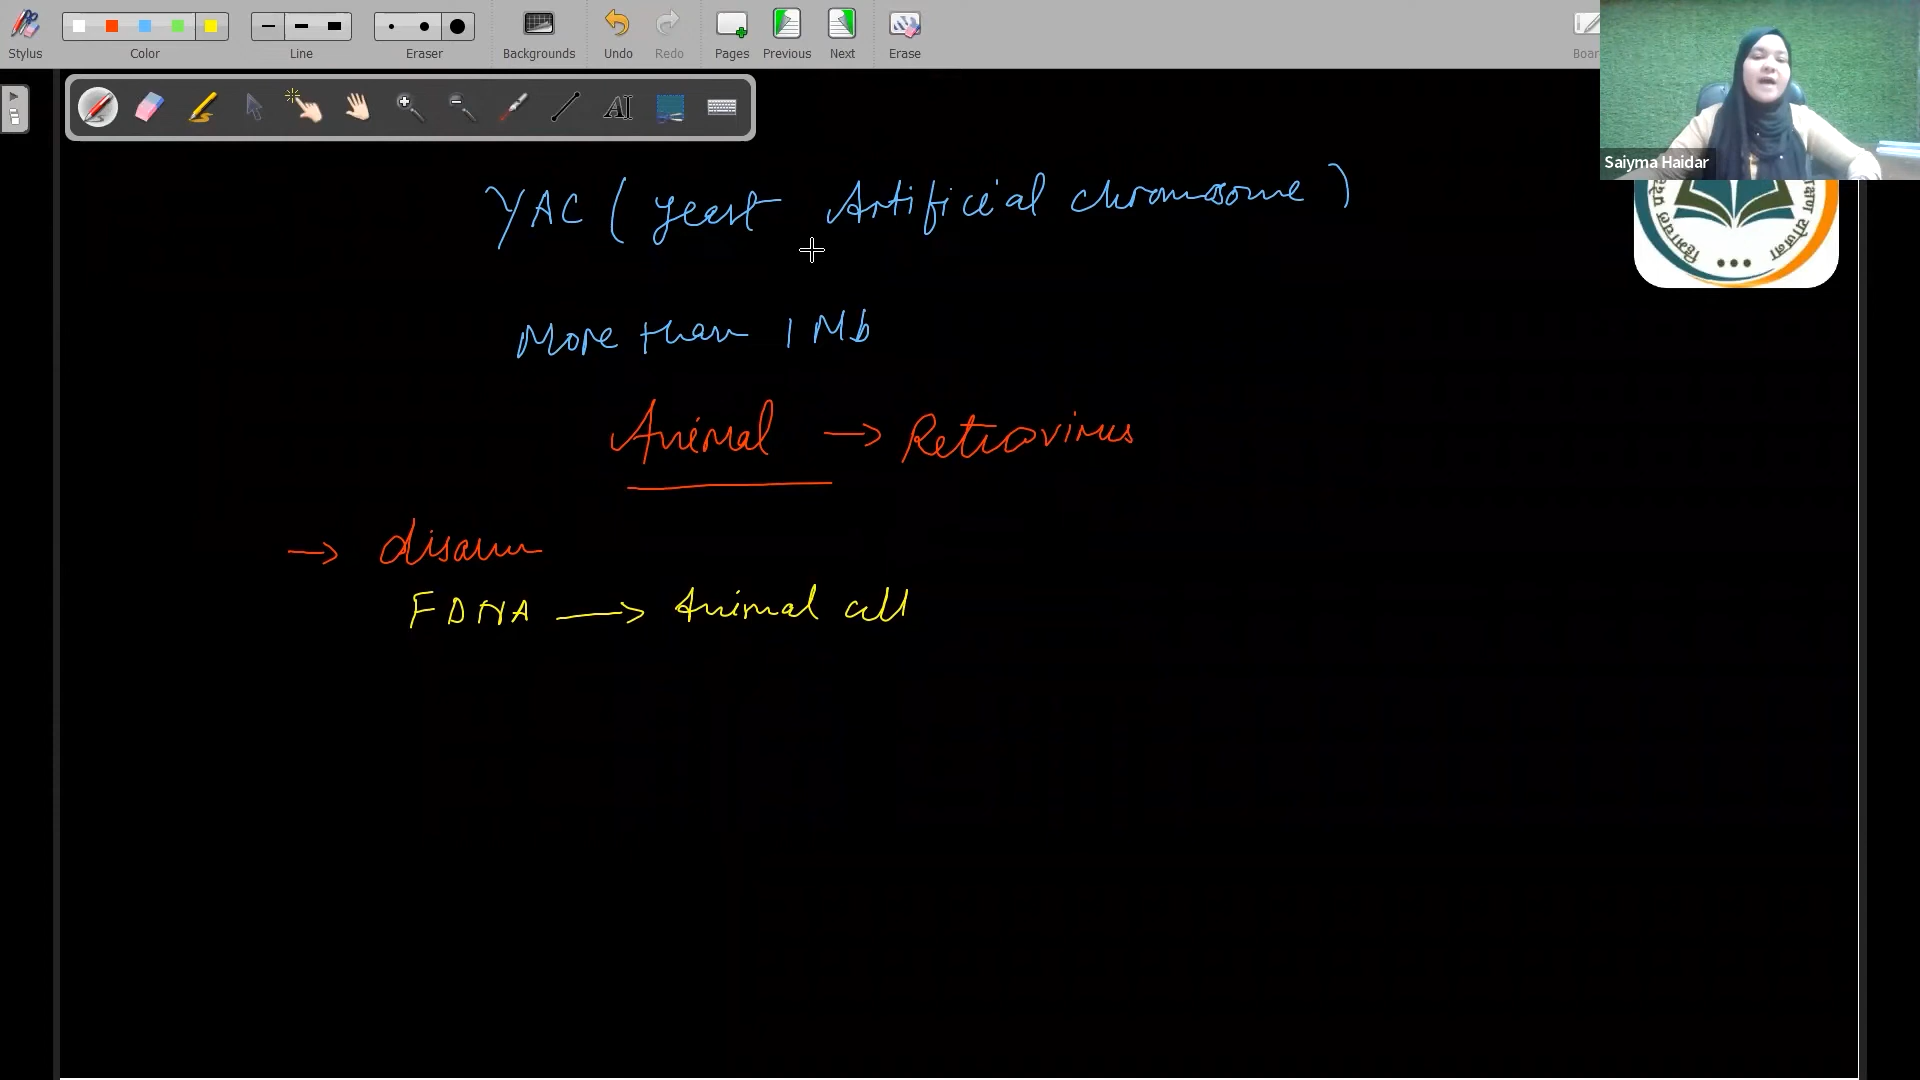 Stylus Color Line Eraser Backgrounds Undo Redo Pages Previous Next Erase
Saiyma Haidar
YAC ( yeast Artificial chromosome )
More than 1 Mb
Animal → Retrovirus
→ disarm
FDNA → Animal cell